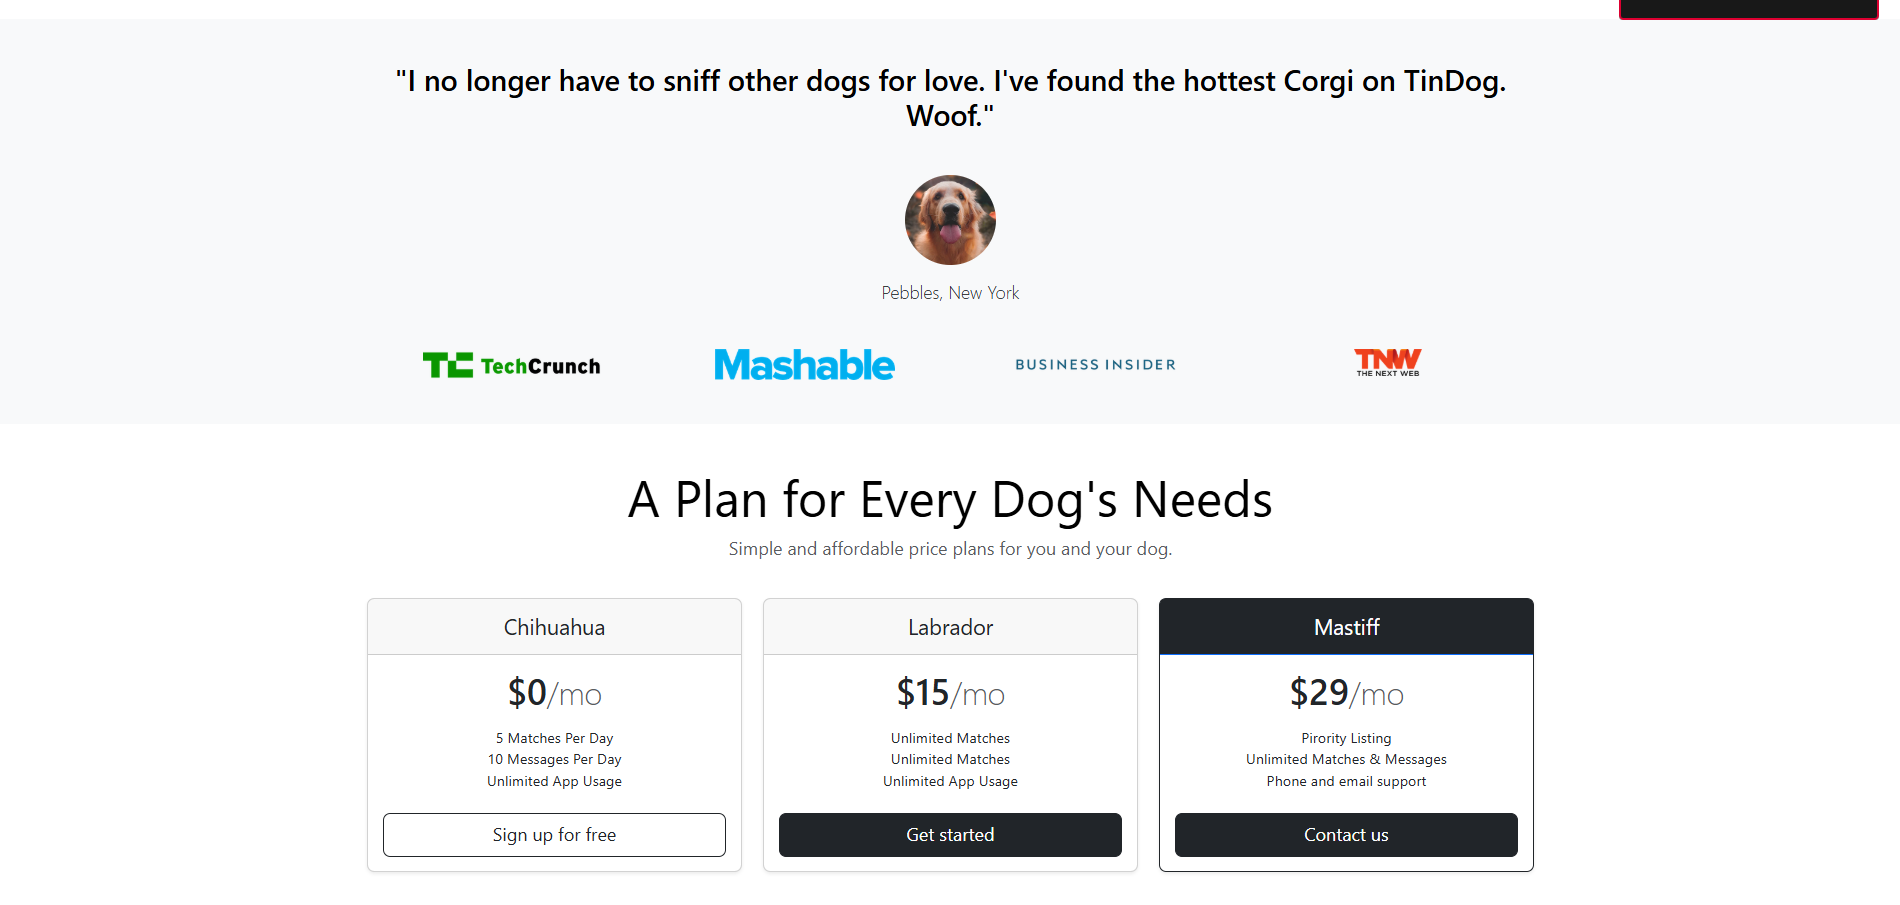 "I no longer have to sniff other dogs for love. I've found the hottest Corgi on TinDog.
Woof."
Pebbles, New York
TC TechCrunch
Mashable
BUSINESS INSIDER
TNW
THE NEXT WEB
A Plan for Every Dog's Needs
Simple and affordable price plans for you and your dog.
Chihuahua
$0/mo
5 Matches Per Day
10 Messages Per Day
Unlimited App Usage
Sign up for free
Labrador
$15/mo
Unlimited Matches
Unlimited Matches
Unlimited App Usage
Get started
Mastiff
$29/mo
Pirority Listing
Unlimited Matches & Messages
Phone and email support
Contact us